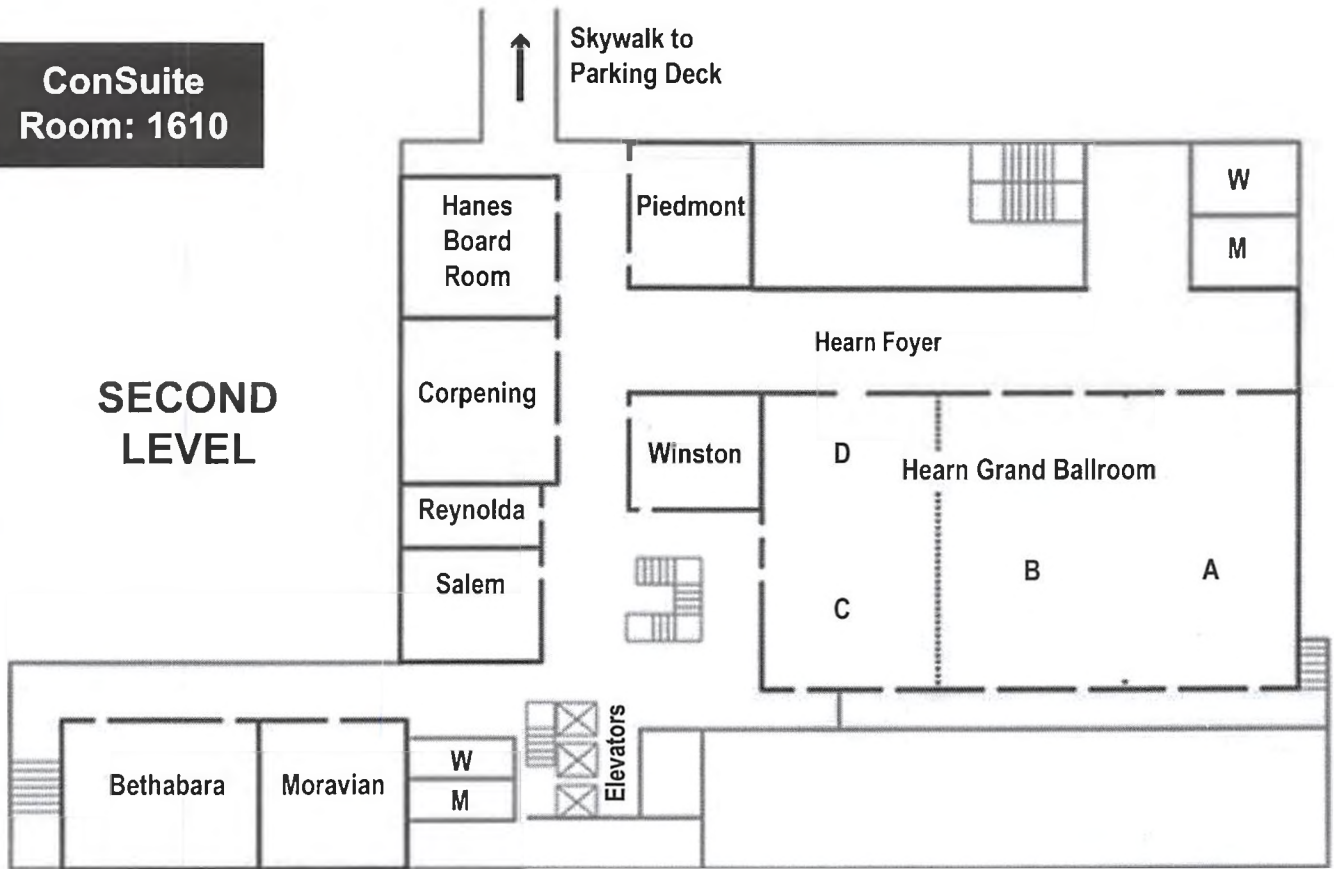 ConSuite
Room: 1610
Skywalk to
Parking Deck
Hanes
Board
Room
Piedmont
W
M
Hearn Foyer
SECOND
LEVEL
Corpening
Winston
D
Hearn Grand Ballroom
Reynolda
Salem
B
A
C
Elevators
W
M
Bethabara
Moravian